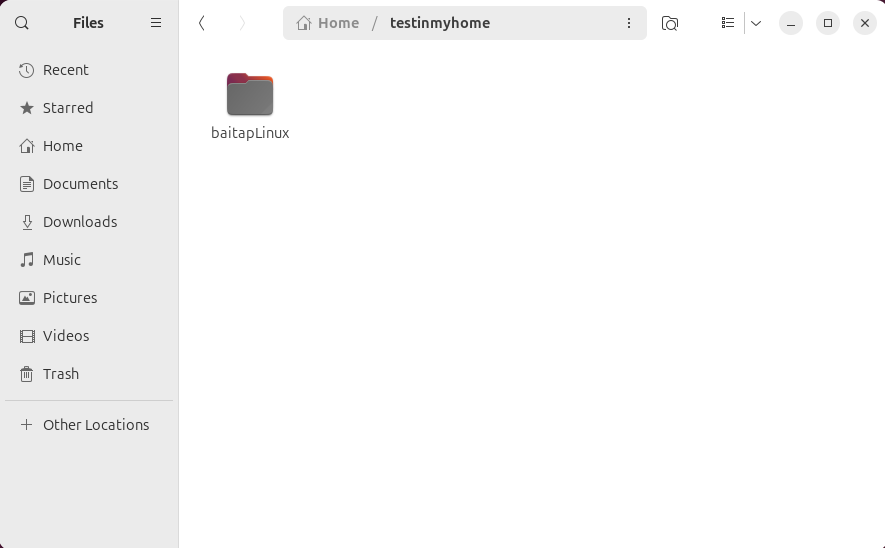 Files
Home / testinmyhome
Recent
Starred
Home
Documents
Downloads
Music
Pictures
Videos
Trash
Other Locations
baitapLinux